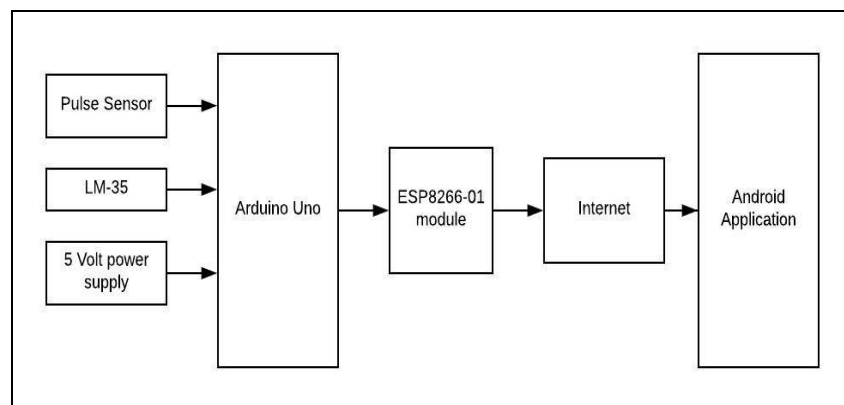 Pulse Sensor
LM-35
5 Volt power
supply
Arduino Uno
ESP8266-01
module
Internet
Android
Application